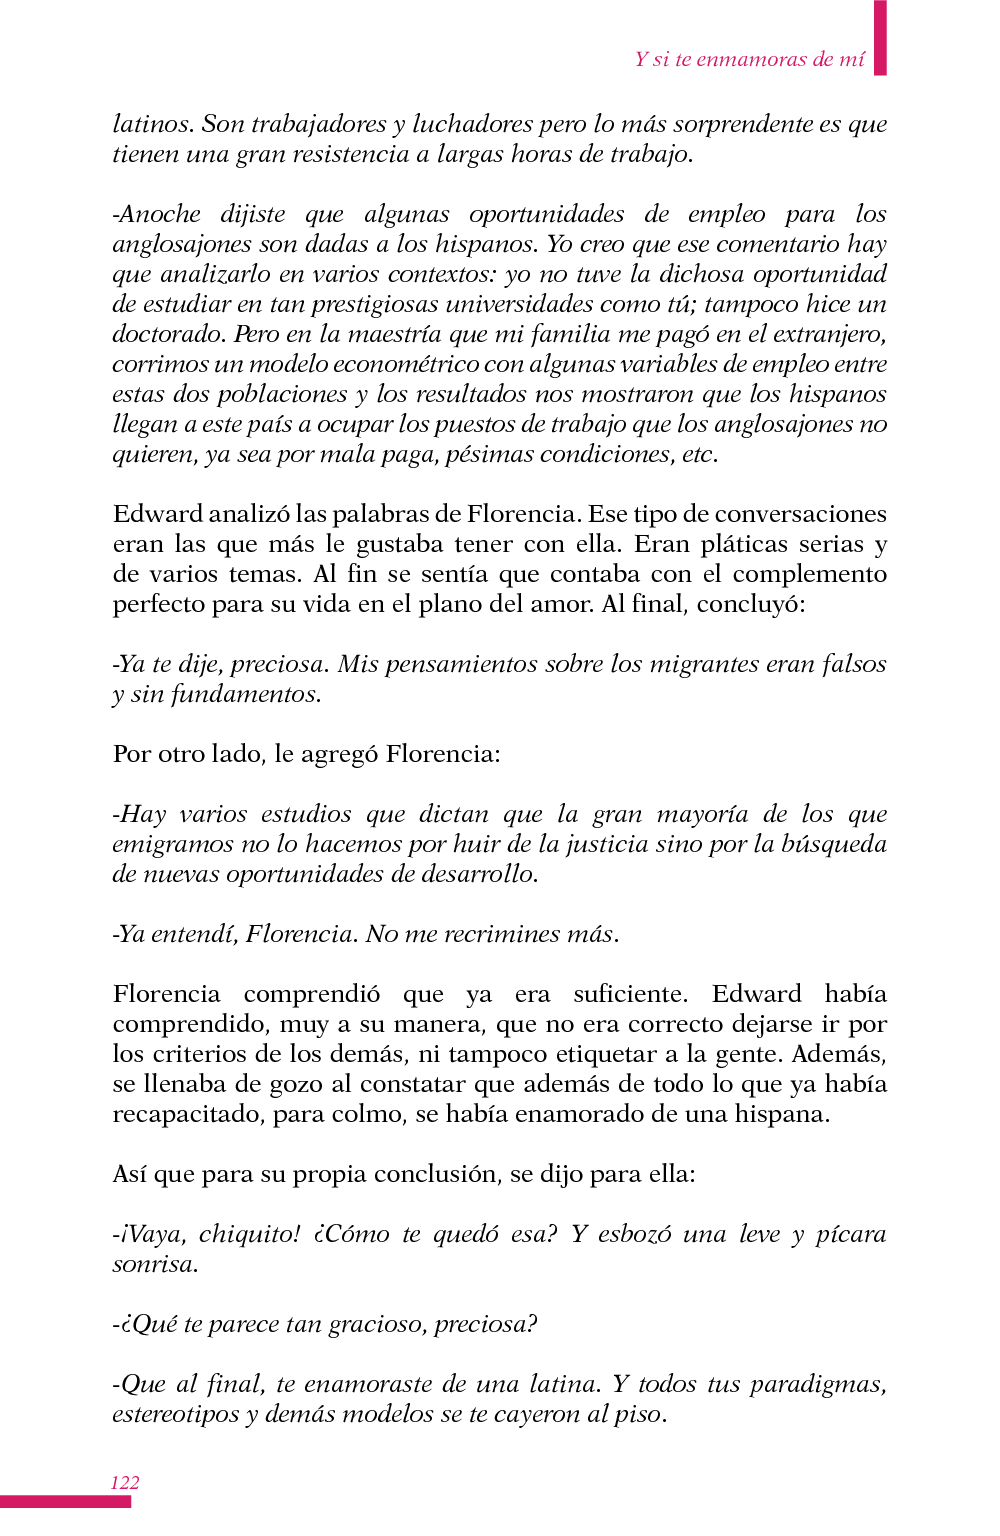 Y si te enmamoras de mí
latinos. Son trabajadores y luchadores pero lo más sorprendente es que
tienen una gran resistencia a largas horas de trabajo.
-Anoche dijiste que algunas oportunidades de empleo para los
anglosajones son dadas a los hispanos. Yo creo que ese comentario hay
que analizarlo en varios contextos: yo no tuve la dichosa oportunidad
de estudiar en tan prestigiosas universidades como tú; tampoco hice un
doctorado. Pero en la maestría que mi familia me pagó en el extranjero,
corrimos un modelo econométrico con algunas variables de empleo entre
estas dos poblaciones y los resultados nos mostraron que los hispanos
llegan a este país a ocupar los puestos de trabajo que los anglosajones no
quieren, ya sea por mala paga, pésimas condiciones, etc.
Edward analizó las palabras de Florencia. Ese tipo de conversaciones
eran las que más le gustaba tener con ella. Eran pláticas serias y
de varios temas. Al fin se sentía que contaba con el complemento
perfecto para su vida en el plano del amor. Al final, concluyó:
-Ya te dije, preciosa. Mis pensamientos sobre los migrantes eran falsos
y sin fundamentos.
Por otro lado, le agregó Florencia:
-Hay varios estudios que dictan que la gran mayoría de los que
emigramos no lo hacemos por huir de la justicia sino por la búsqueda
de nuevas oportunidades de desarrollo.
-Ya entendí, Florencia. No me recrimines más.
Florencia comprendió que ya era suficiente. Edward había
comprendido, muy a su manera, que no era correcto dejarse ir por
los criterios de los demás, ni tampoco etiquetar a la gente. Además,
se llenaba de gozo al constatar que además de todo lo que ya había
recapacitado, para colmo, se había enamorado de una hispana.
Así que para su propia conclusión, se dijo para ella:
-¡Vaya, chiquito! ¿Cómo te quedó esa? Y esbozó una leve y pícara
sonrisa.
-¿Qué te parece tan gracioso, preciosa?
-Que al final, te enamoraste de una latina. Y todos tus paradigmas,
estereotipos y demás modelos se te cayeron al piso.
122